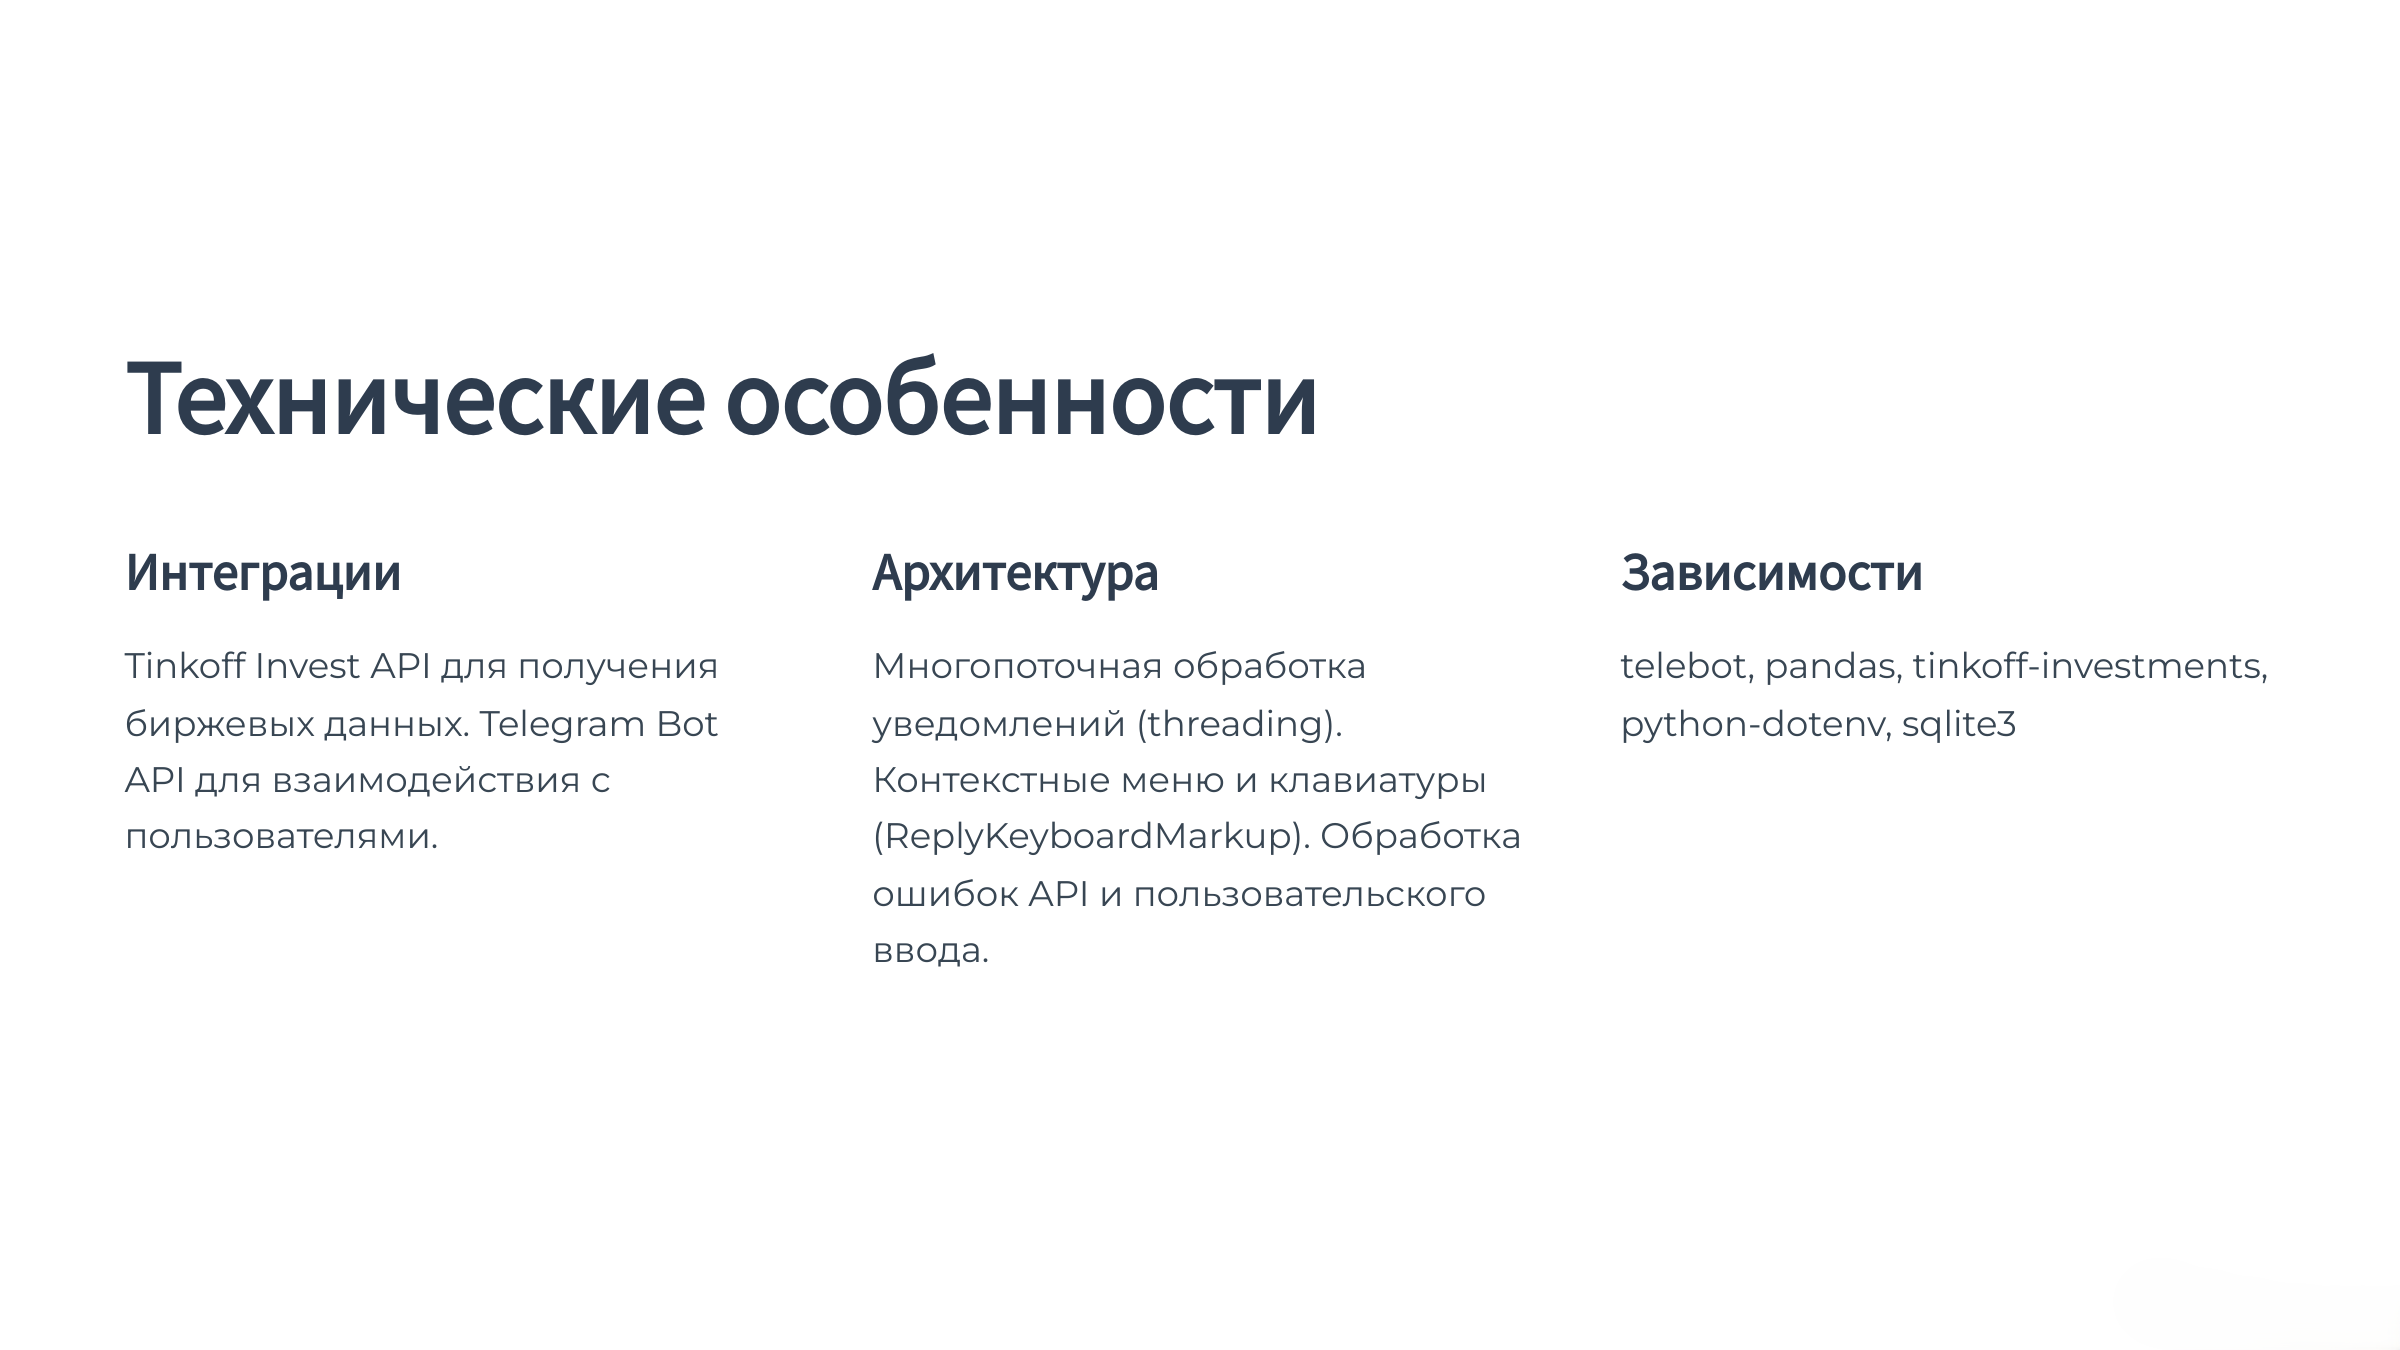 Технические особенности
Интеграции
Tinkoff Invest API для получения
биржевых данных. Telegram Bot
API для взаимодействия с
пользователями.
Архитектура
Многопоточная обработка
уведомлений (threading).
Контекстные меню и клавиатуры
(ReplyKeyboardMarkup). Обработка
ошибок API и пользовательского
ввода.
Зависимости
telebot, pandas, tinkoff-investments,
python-dotenv, sqlite3